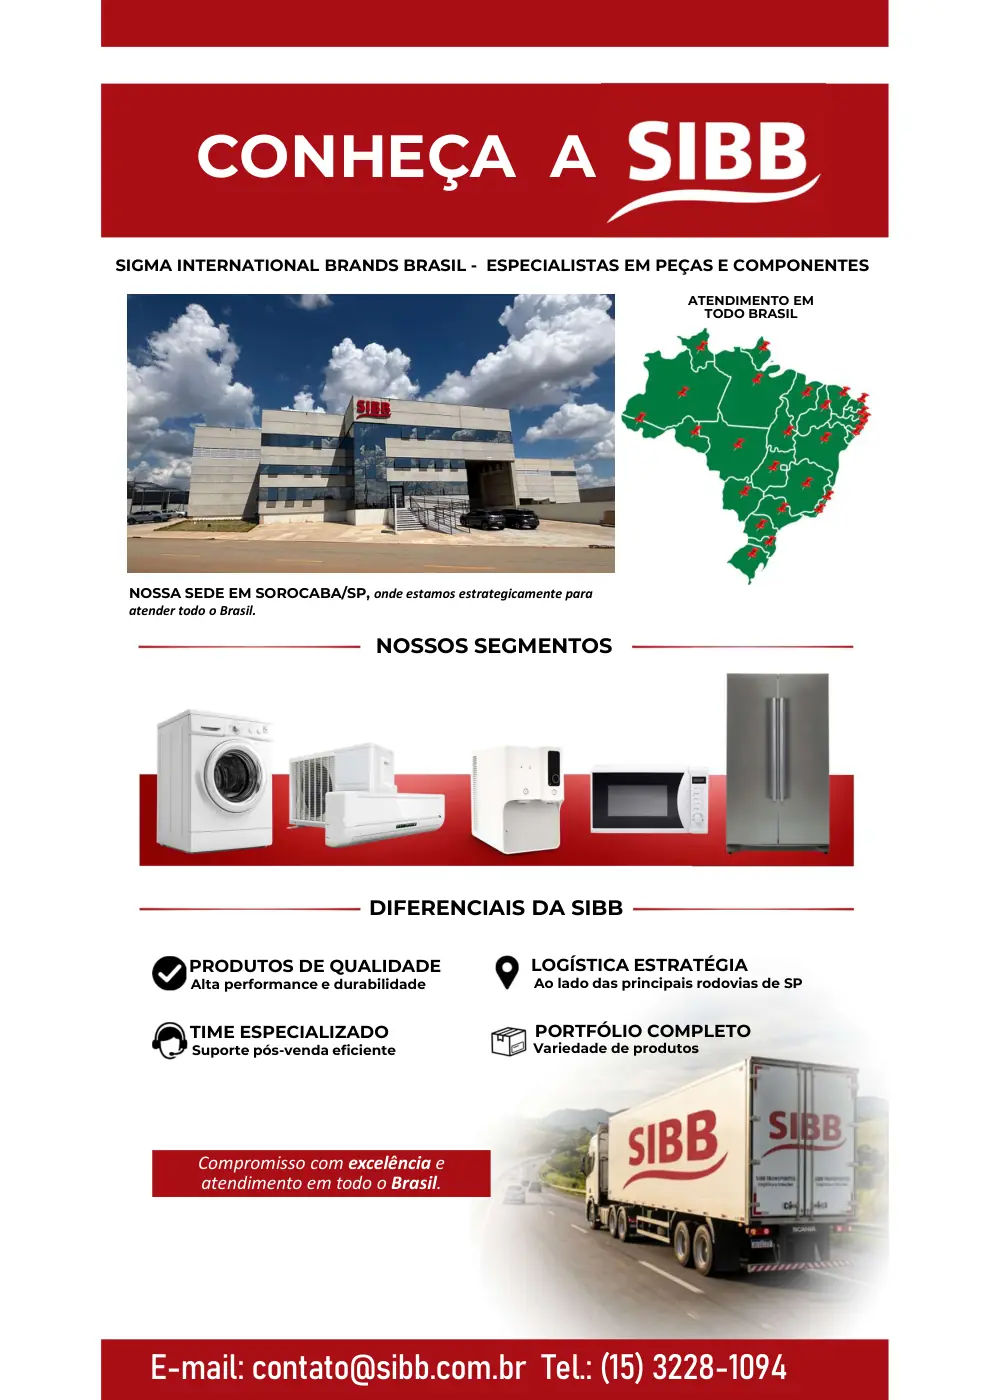 CONHEÇA A SIBB
SIGMA INTERNATIONAL BRANDS BRASIL - ESPECIALISTAS EM PEÇAS E COMPONENTES
ATENDIMENTO EM
TODO BRASIL
SIBB
NOSSA SEDE EM SOROCABA/SP, onde estamos estrategicamente para
atender todo o Brasil.
NOSSOS SEGMENTOS
DIFERENCIAIS DA SIBB
PRODUTOS DE QUALIDADE
Alta performance e durabilidade
LOGÍSTICA ESTRATÉGIA
Ao lado das principais rodovias de SP
TIME ESPECIALIZADO
Suporte pós-venda eficiente
PORTFÓLIO COMPLETO
Variedade de produtos
Compromisso com excelência e
atendimento em todo o Brasil.
SIBB
SIBB
SCANIA
E-mail: contato@sibb.com.br Tel.: (15) 3228-1094